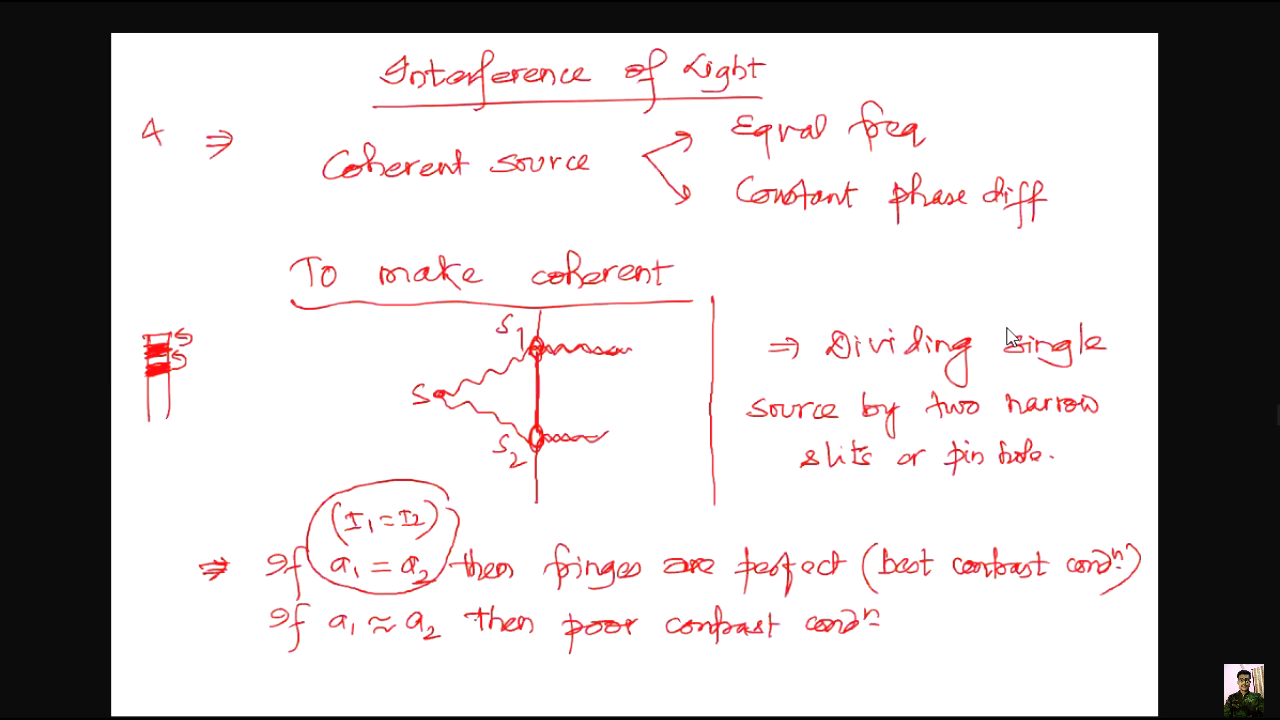 Interference of Light
4 ⇒
Coherent source
Equal freq
Constant phase diff
To make coherent
S
S
S
S1
S2
⇒ Dividing single
source by two narrow
slits or pin hole.
(I1 = I2)
⇒ If a1 = a2 then fringes are perfect (best contrast condn)
If a1 ≈ a2 then poor contrast condn